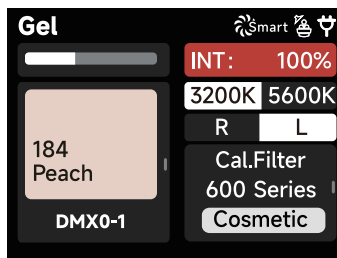 Gel
Smart
INT: 100%
3200K 5600K
R L
184
Peach
DMX0-1
Cal.Filter
600 Series
Cosmetic